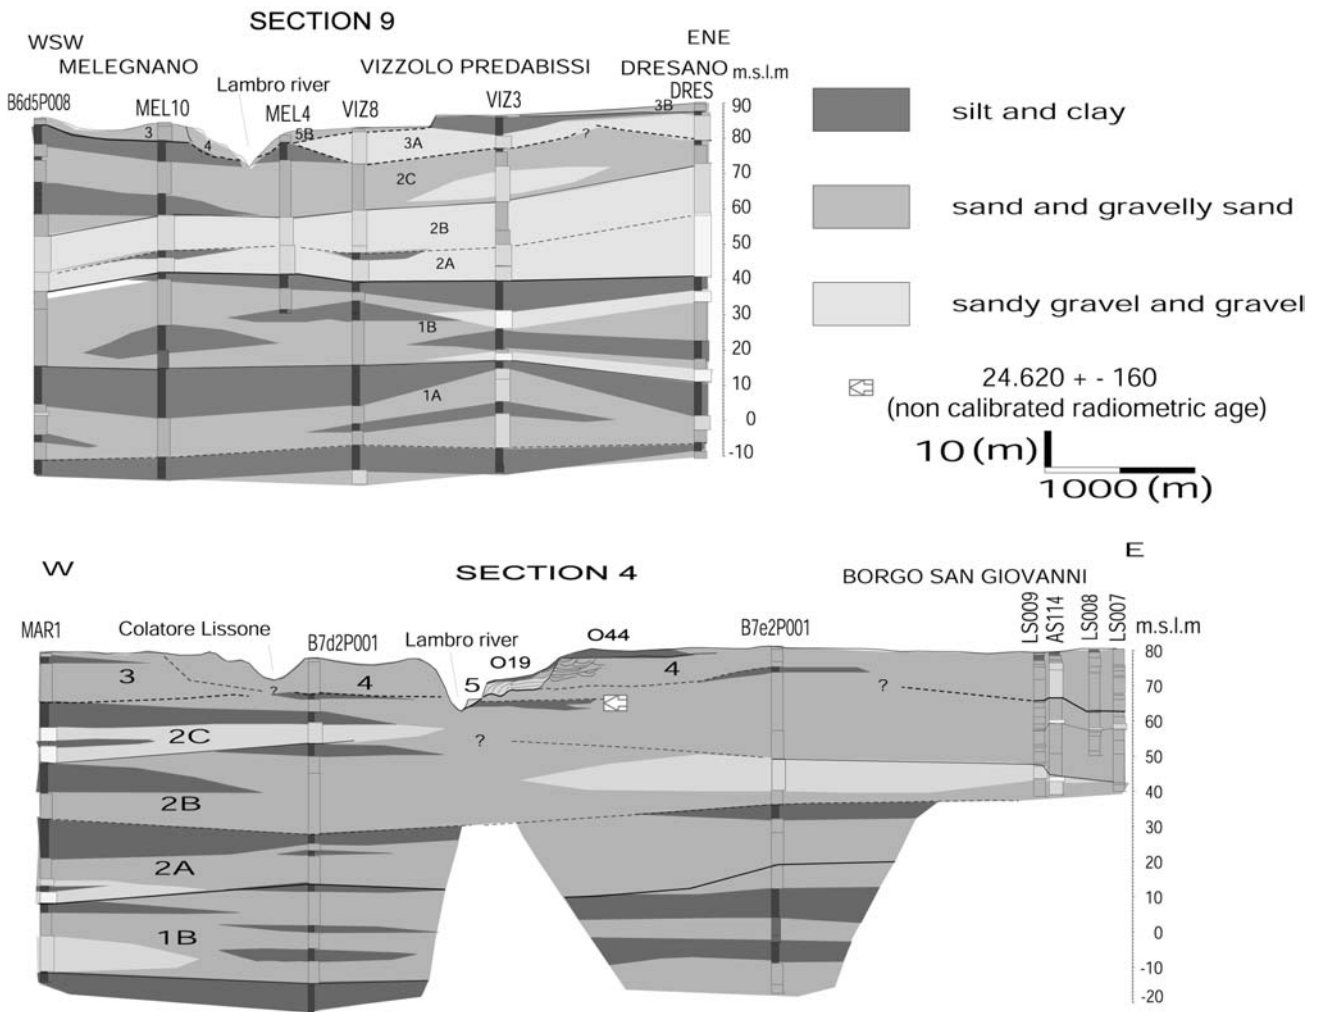 SECTION 9
WSW
ENE
MELEGNANO
VIZZOLO PREDABISSI
DRESANO
m.s.l.m
Lambro river
B6d5P008
MEL10
MEL4
VIZ8
VIZ3
DRES
3
4
5B
3A
3B
?
2C
2B
2A
1B
1A
90
80
70
60
50
40
30
20
10
0
-10
silt and clay
sand and gravelly sand
sandy gravel and gravel
24.620 + - 160
(non calibrated radiometric age)
10 (m)
1000 (m)
W
SECTION 4
E
BORGO SAN GIOVANNI
MAR1
Colatore Lissone
B7d2P001
Lambro river
O19
O44
B7e2P001
LS009
AS114
LS008
LS007
m.s.l.m
3
?
4
5
4
?
2C
?
2B
2A
1B
80
70
60
50
40
30
20
10
0
-10
-20